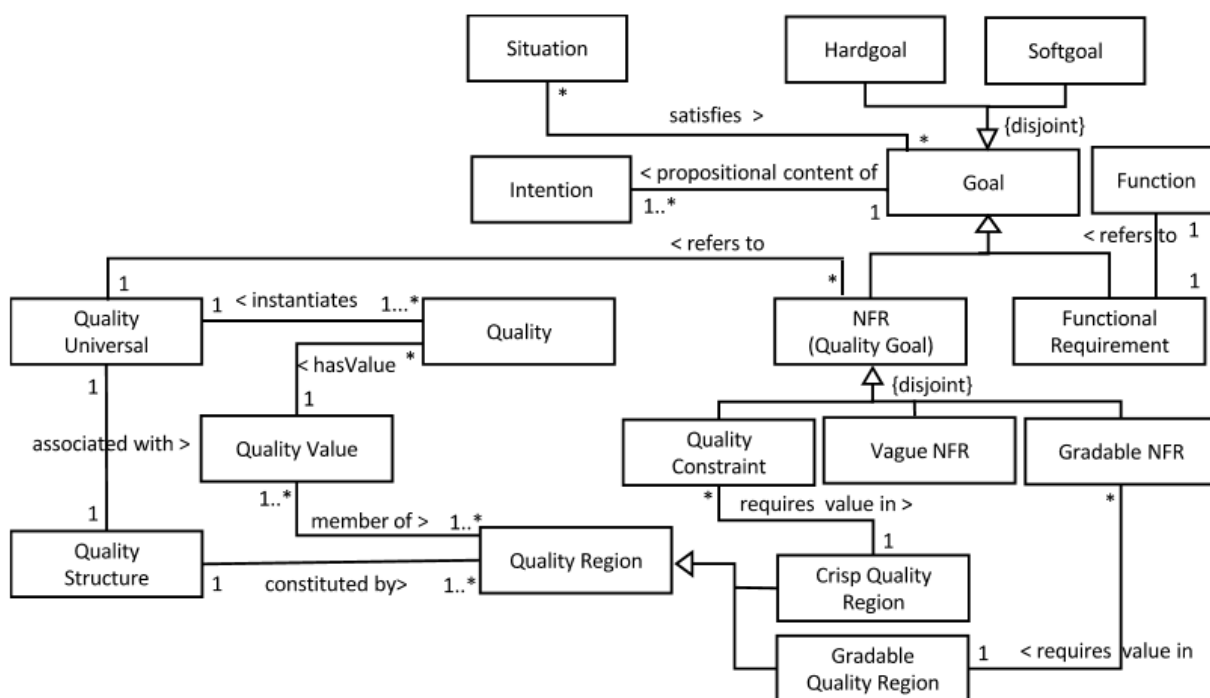 Situation
Hardgoal
Softgoal
*
satisfies >
{disjoint}
*
Intention
< propositional content of
1..*
Goal
1
Function
1
< refers to
< refers to
1
*
1
Quality
Universal
1
< instantiates
1...*
Quality
*
NFR
(Quality Goal)
Functional
Requirement
< hasValue
1
{disjoint}
1
associated with >
Quality Value
Quality
Constraint
Vague NFR
Gradable NFR
1..*
member of >
1..*
*
requires value in >
*
1
Quality
Structure
1
constituted by>
1..*
Quality Region
1
Crisp Quality
Region
Gradable
Quality Region
1
< requires value in